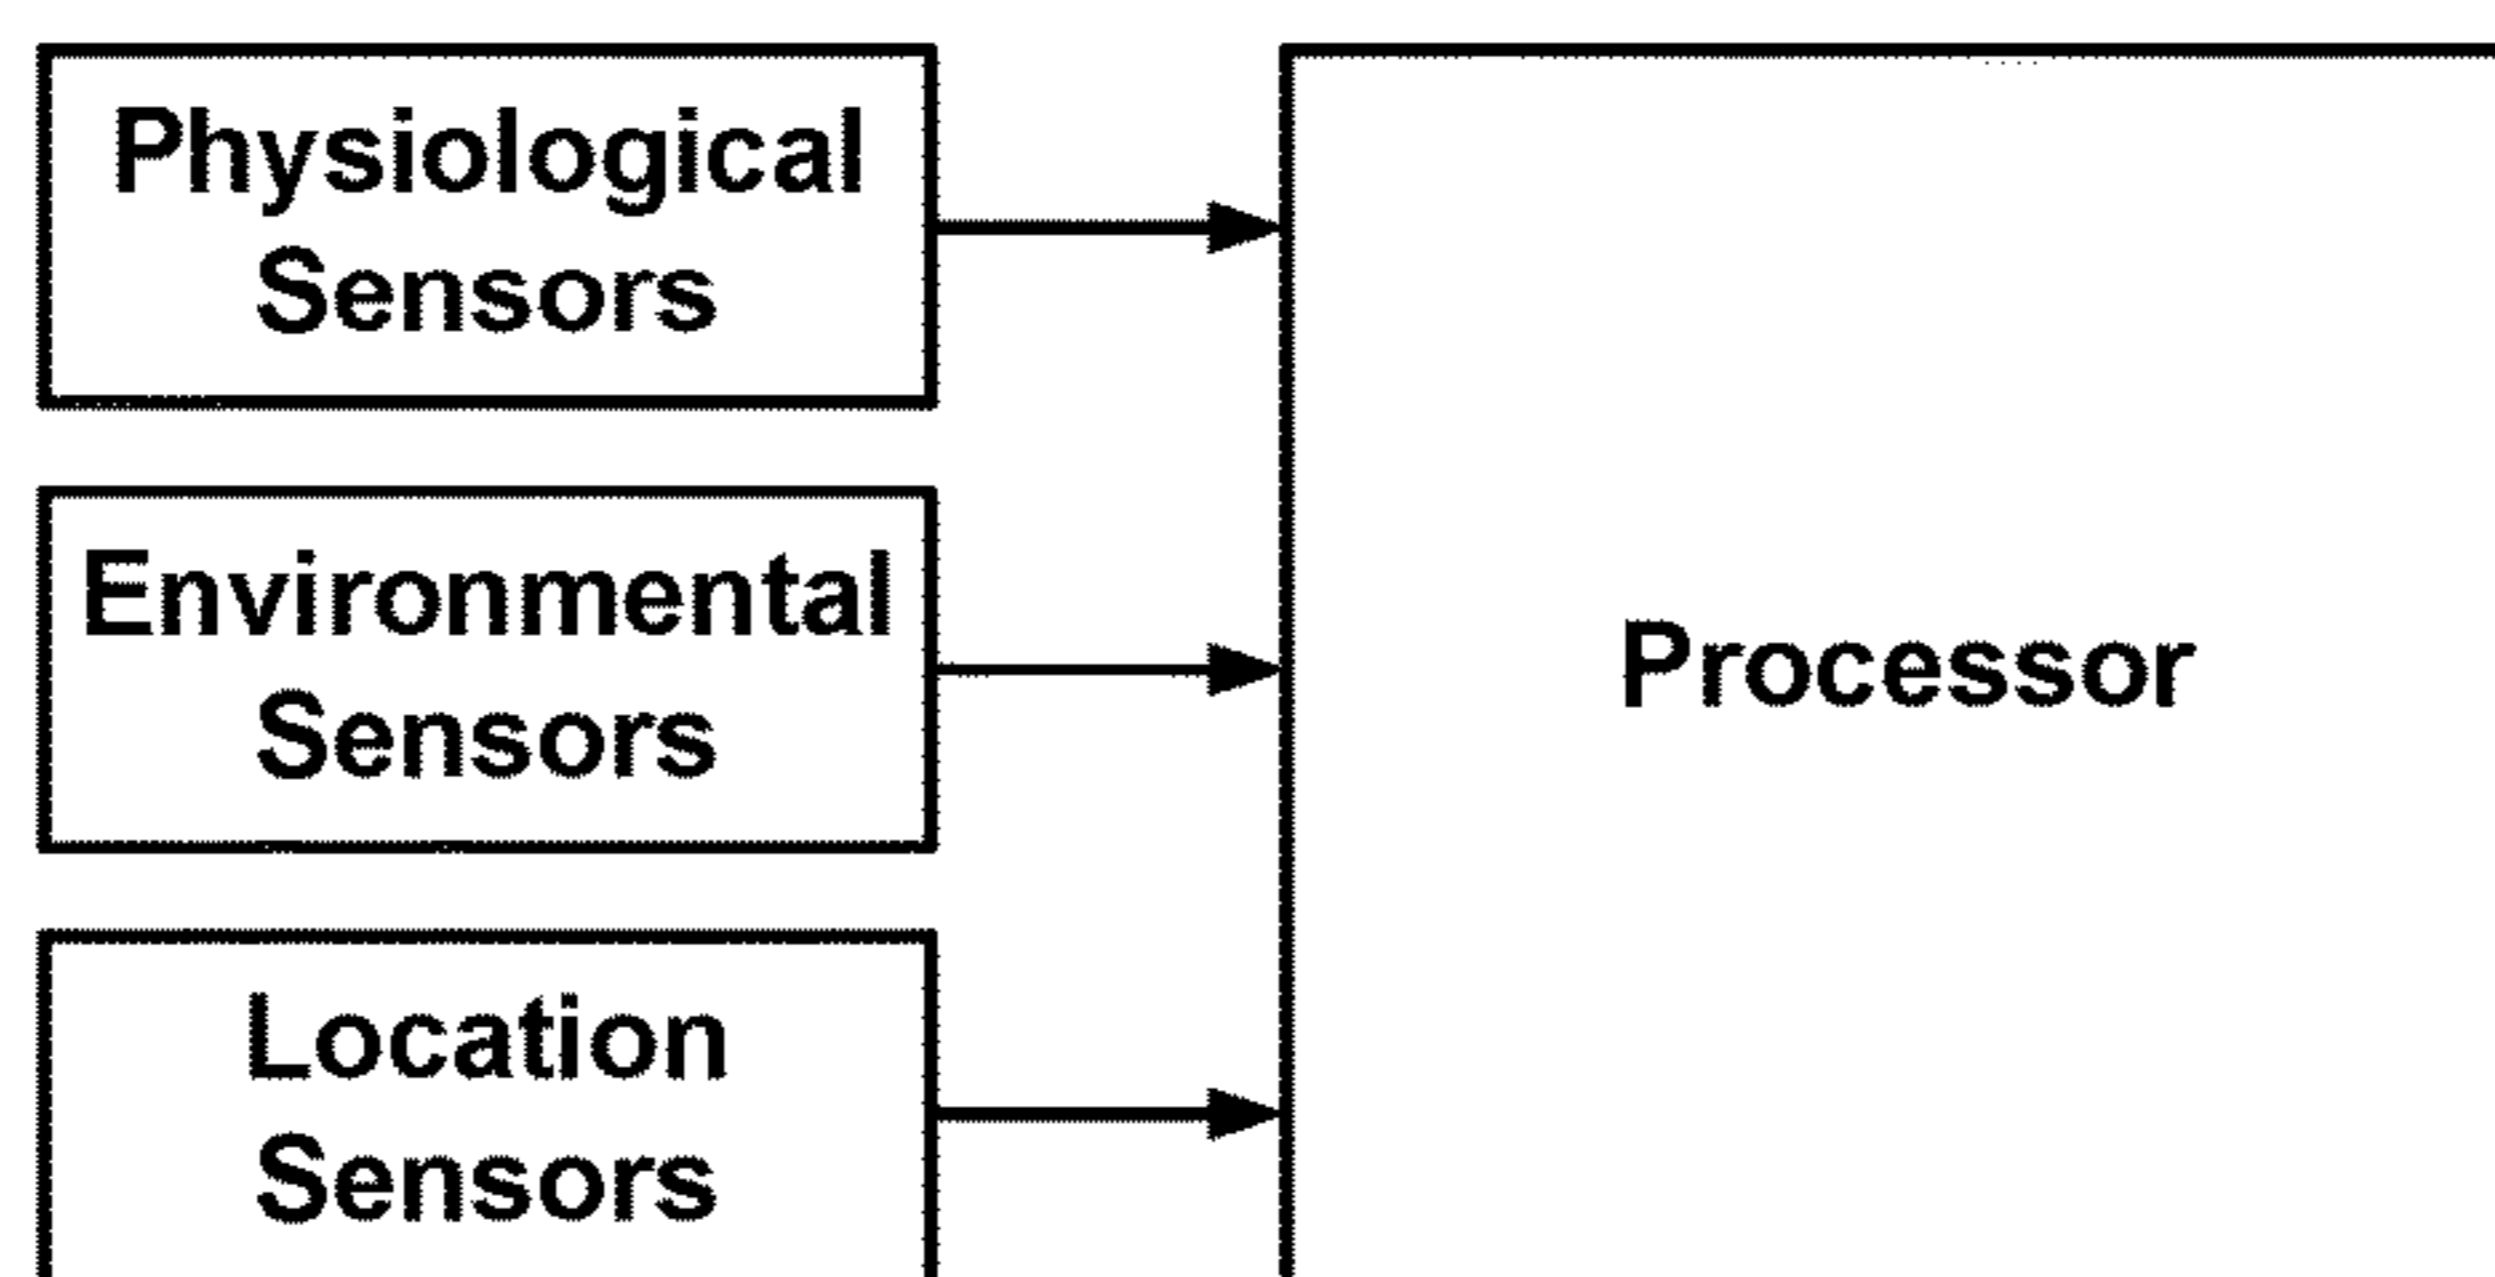 Physiological
Sensors
Environmental
Sensors
Processor
Location
Sensors